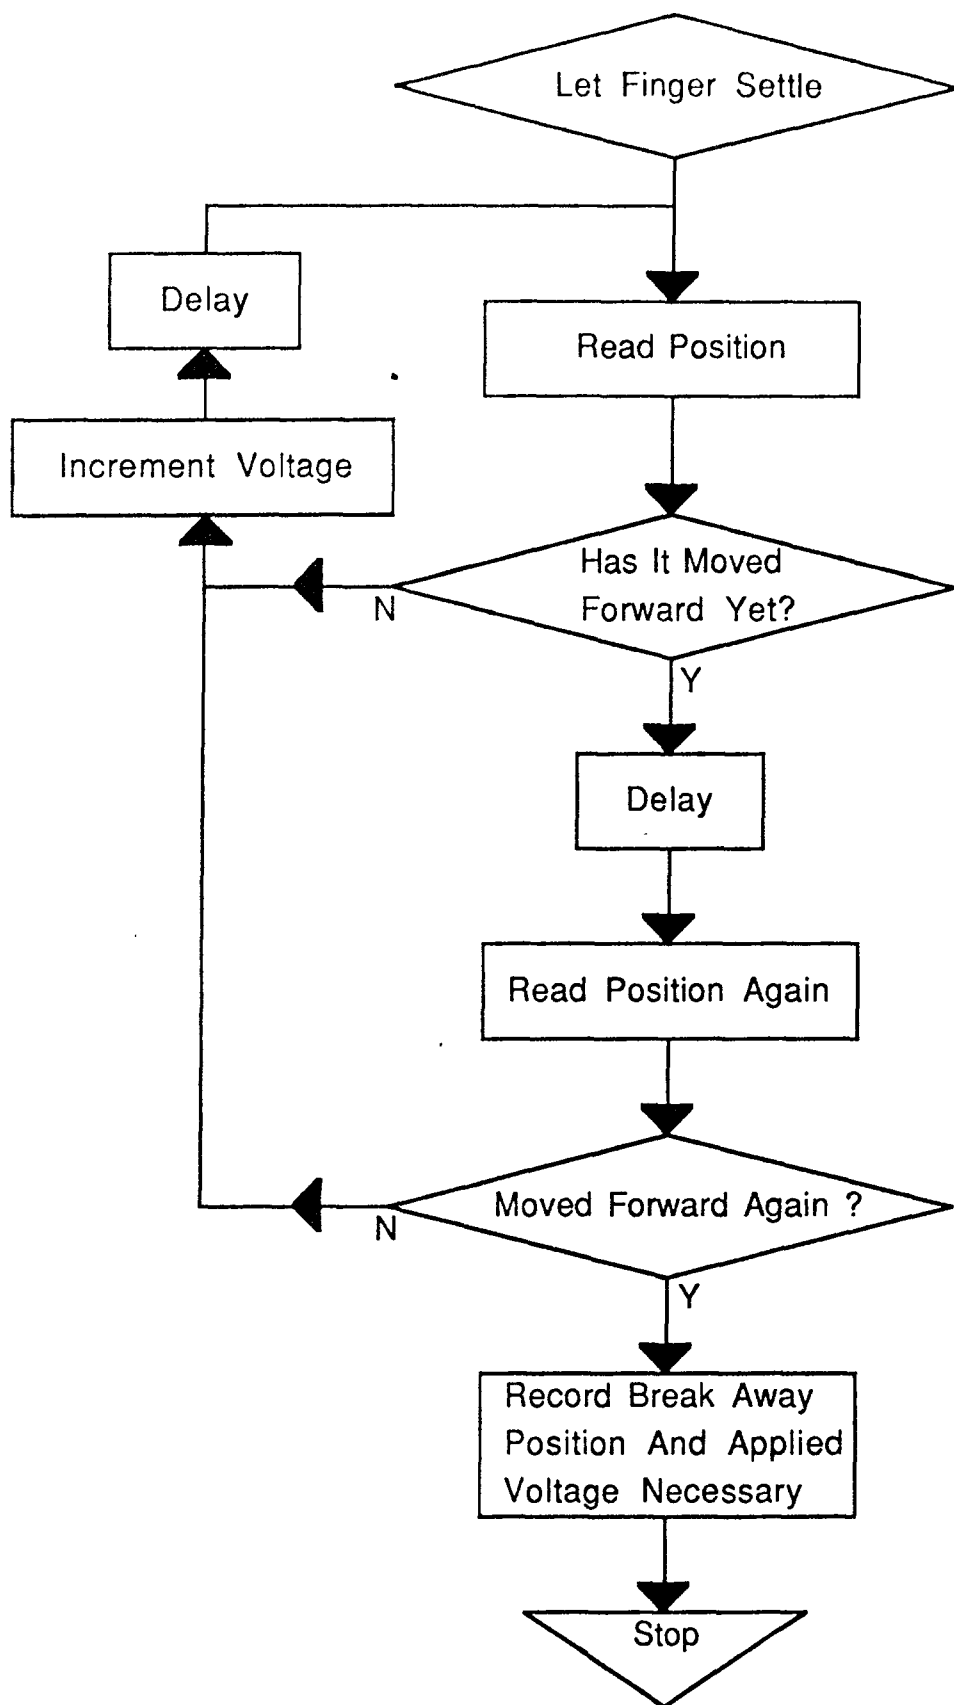 Let Finger Settle
Delay
Read Position
Increment Voltage
Has It Moved
Forward Yet?
N
Y
Delay
Read Position Again
Moved Forward Again ?
N
Y
Record Break Away
Position And Applied
Voltage Necessary
Stop